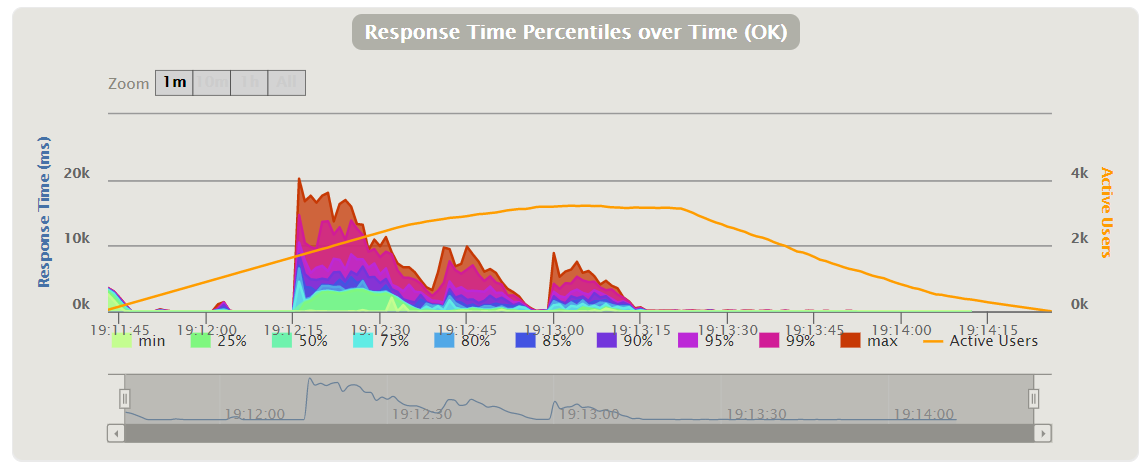 Response Time Percentiles over Time (OK)
Zoom 1m 10m 1h All
Response Time (ms)
20k
10k
0k
4k
2k
0k
Active Users
19:11:45 19:12:00 19:12:15 19:12:30 19:12:45 19:13:00 19:13:15 19:13:30 19:13:45 19:14:00 19:14:15
min 25% 50% 75% 80% 85% 90% 95% 99% max Active Users
19:12:00 19:12:30 19:13:00 19:13:30 19:14:00